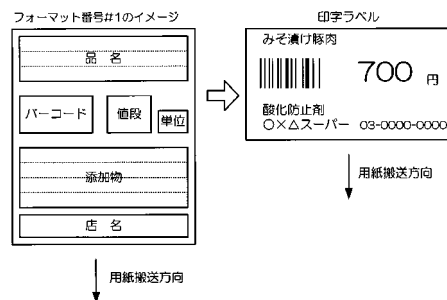 フォーマット番号#1のイメージ
品 名
バーコード
値段
単位
添加物
店 名
用紙搬送方向
印字ラベル
みそ漬け豚肉
700 円
酸化防止剤
○×△スーパー 03-0000-0000
用紙搬送方向